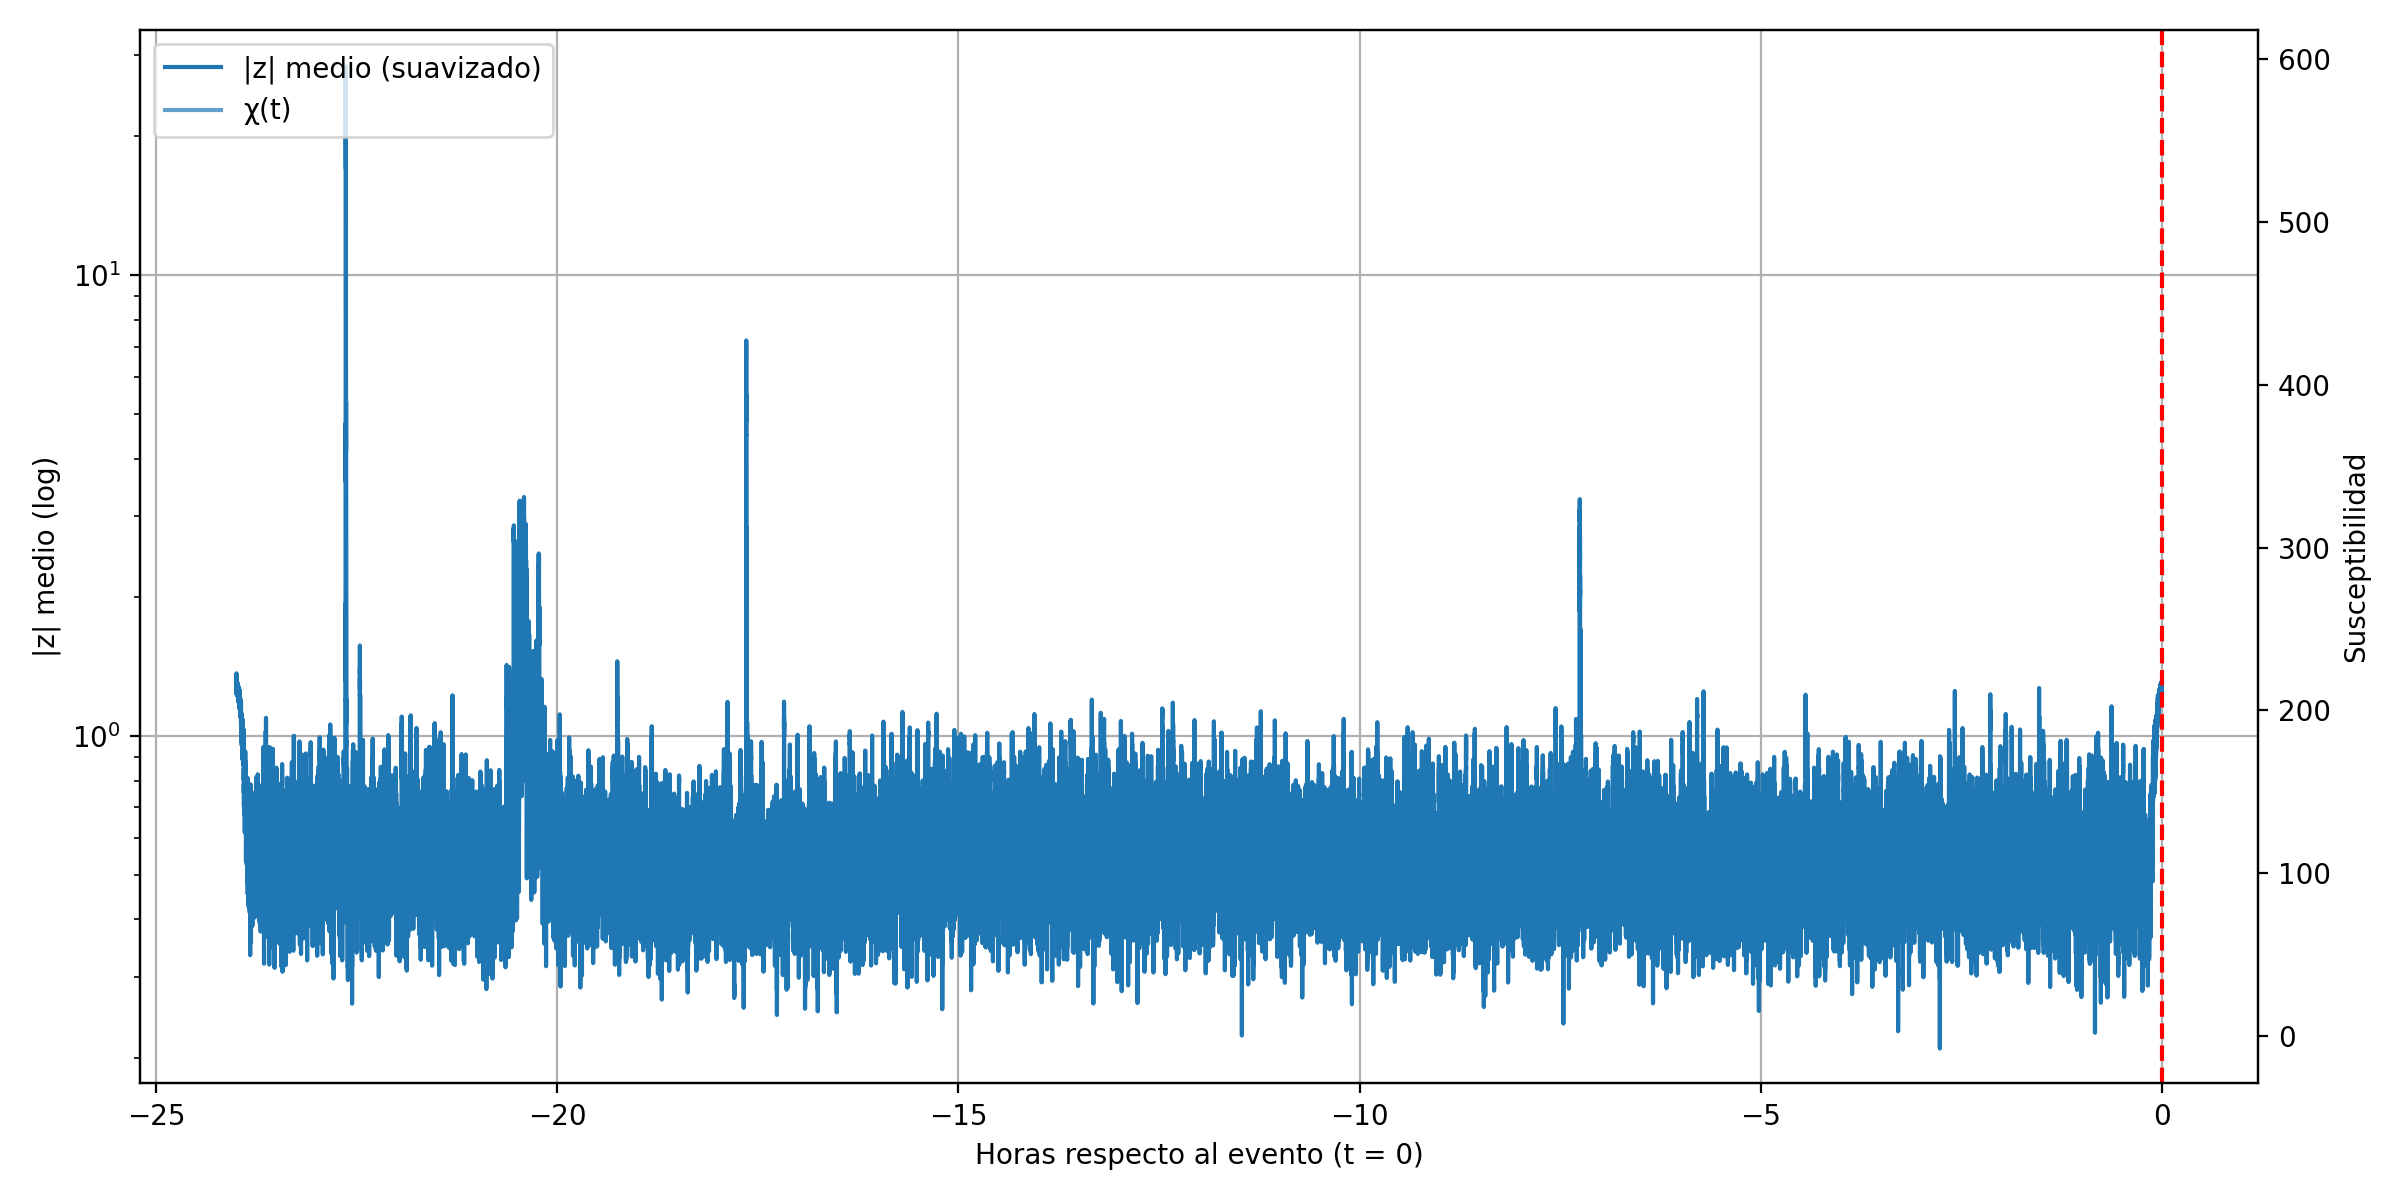 |z| medio (suavizado)
χ(t)
10¹
10⁰
|z| medio (log)
600
500
400
300
200
100
0
Susceptibilidad
−25 −20 −15 −10 −5 0
Horas respecto al evento (t = 0)